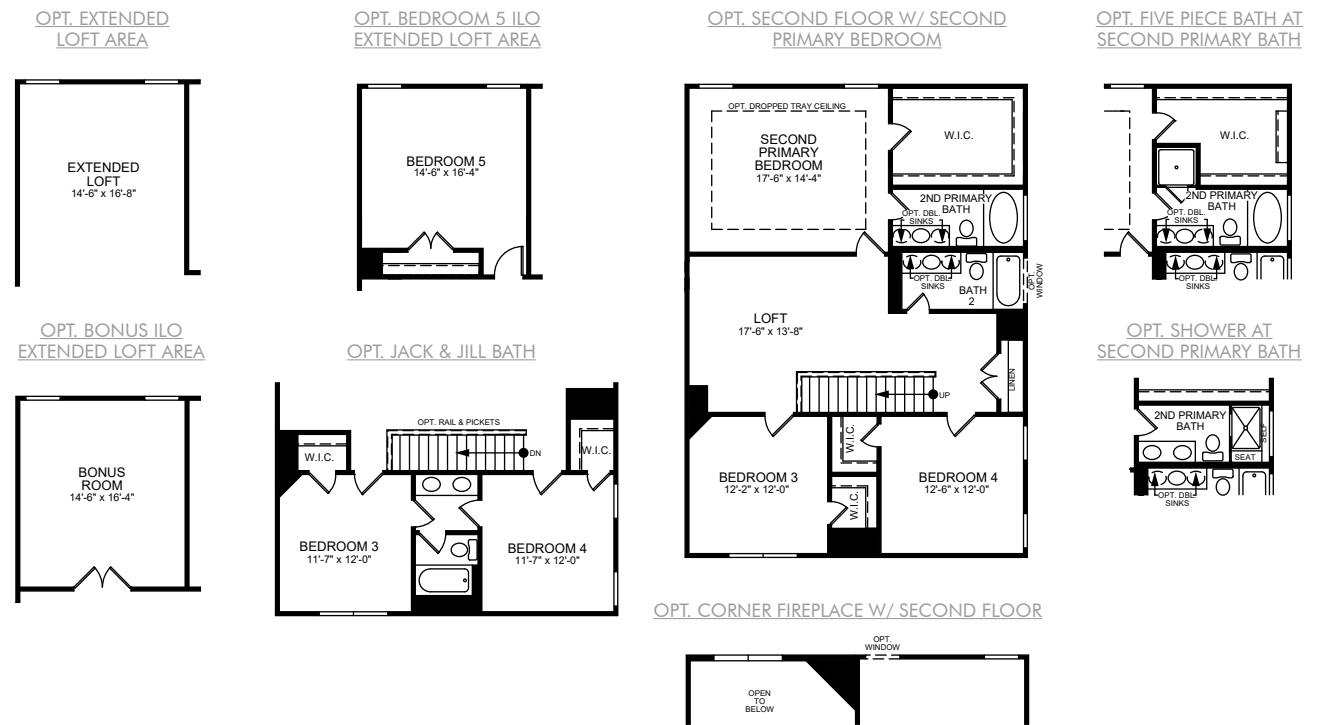 OPT. EXTENDED
LOFT AREA
EXTENDED
LOFT
14'-6" x 16'-8"
OPT. BEDROOM 5 ILO
EXTENDED LOFT AREA
BEDROOM 5
14'-6" x 16'-4"
OPT. SECOND FLOOR W/ SECOND
PRIMARY BEDROOM
OPT. DROPPED TRAY CEILING
SECOND
PRIMARY
BEDROOM
17'-6" x 14'-4"
W.I.C.
2ND PRIMARY
BATH
OPT. DBL.
SINKS
OPT. DBL.
SINKS
BATH
2
OPT.
WINDOW
LOFT
17'-6" x 13'-8"
LINEN
UP
W.I.C.
W.I.C.
BEDROOM 3
12'-2" x 12'-0"
BEDROOM 4
12'-6" x 12'-0"
OPT. FIVE PIECE BATH AT
SECOND PRIMARY BATH
W.I.C.
2ND PRIMARY
BATH
OPT. DBL.
SINKS
OPT. DBL.
SINKS
OPT. BONUS ILO
EXTENDED LOFT AREA
BONUS
ROOM
14'-6" x 16'-4"
OPT. JACK & JILL BATH
OPT. RAIL & PICKETS
W.I.C.
DN
W.I.C.
BEDROOM 3
11'-7" x 12'-0"
BEDROOM 4
11'-7" x 12'-0"
OPT. SHOWER AT
SECOND PRIMARY BATH
2ND PRIMARY
BATH
SELF
SEAT
OPT. DBL.
SINKS
OPT. CORNER FIREPLACE W/ SECOND FLOOR
OPT.
WINDOW
OPEN
TO
BELOW